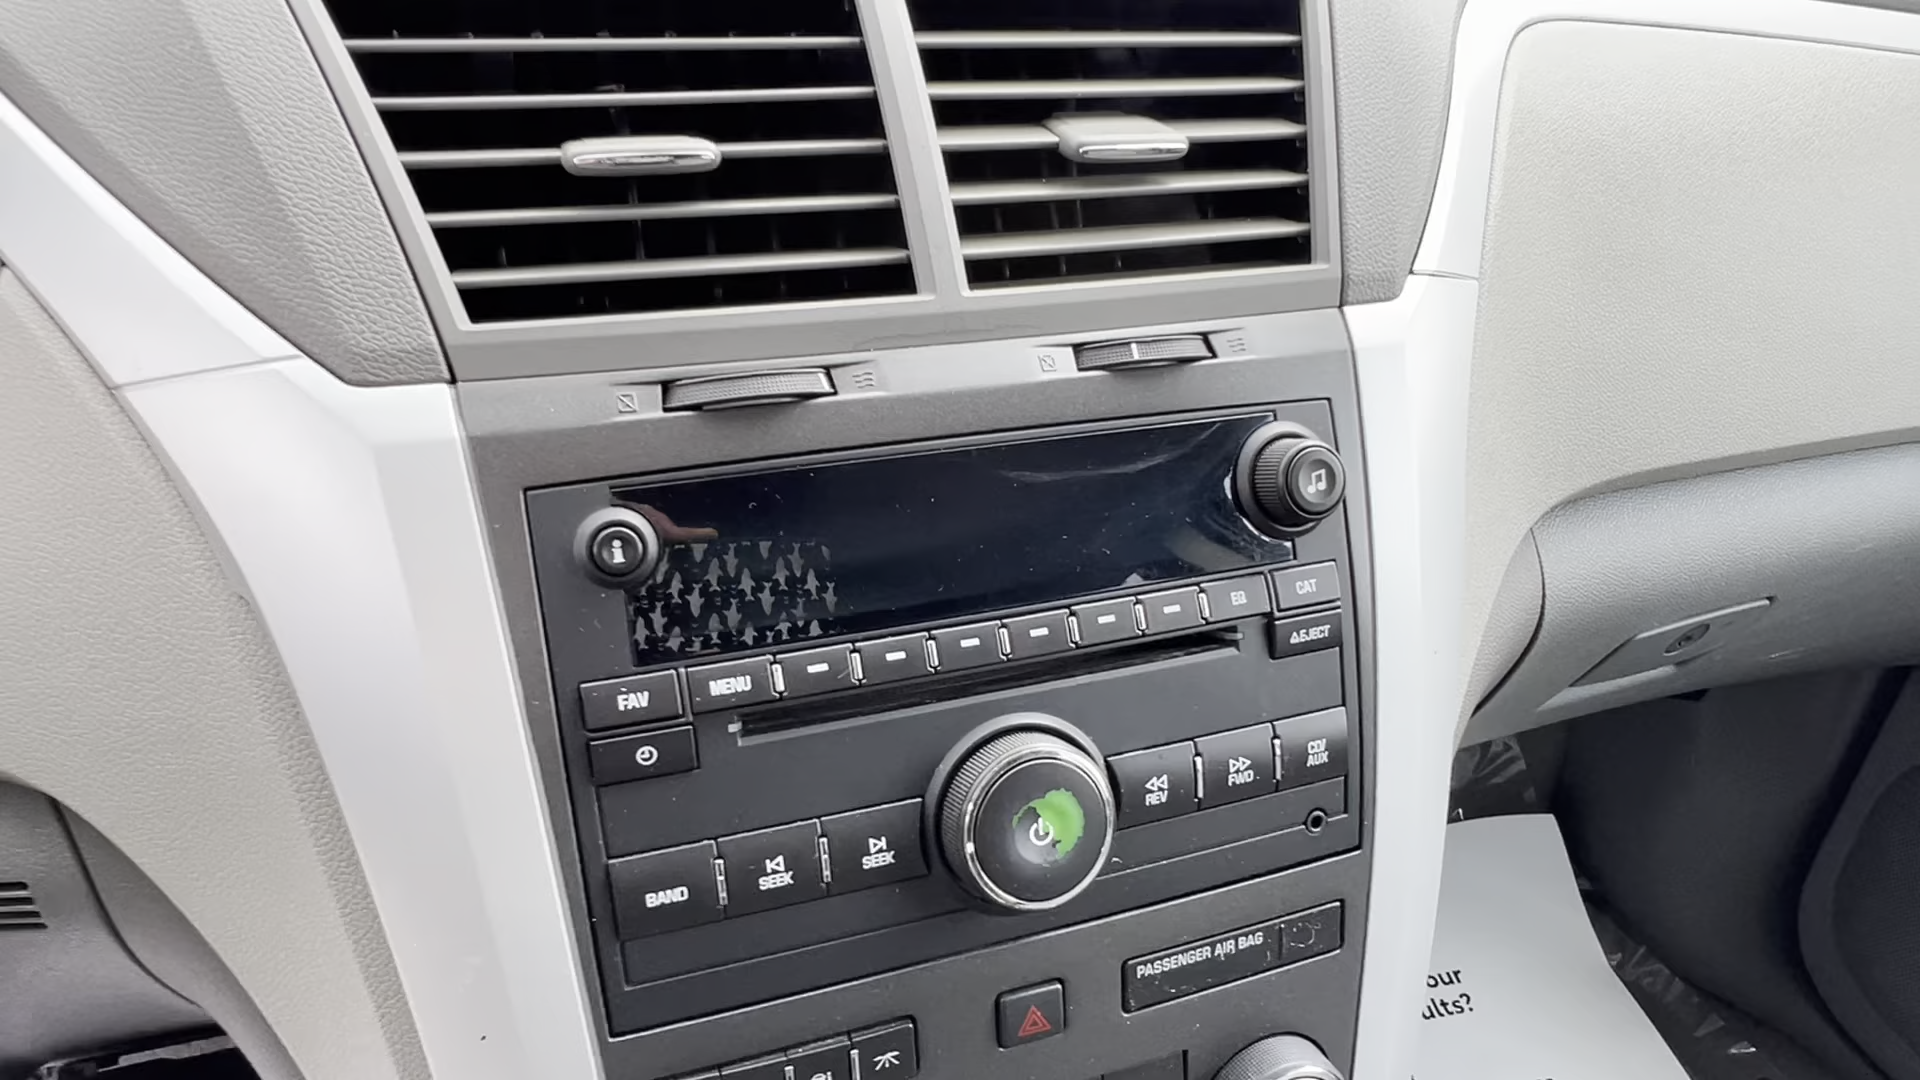 i
CAT
EQ
EJECT
MENU
FAV
CD/
AUX
FWD
REV
SEEK
SEEK
BAND
PASSENGER AIR BAG
our
ults?